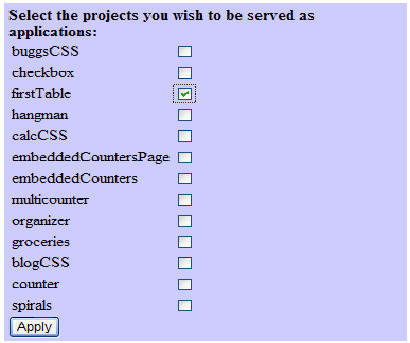 Select the projects you wish to be served as
applications:
buggsCSS
checkbox
firstTable
hangman
calcCSS
embeddedCountersPage
embeddedCounters
multicounter
organizer
groceries
blogCSS
counter
spirals
Apply